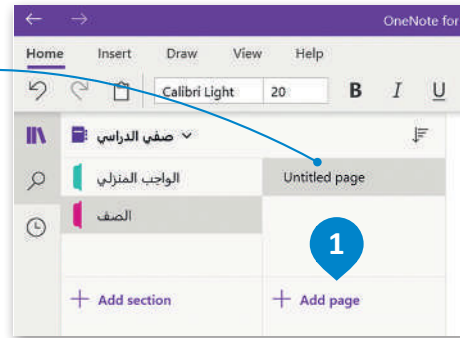 OneNote for
Home Insert Draw View Help
Calibri Light 20 B I U
صفي الدراسي
الواجب المنزلي
Untitled page
الصف
1
+ Add section
+ Add page